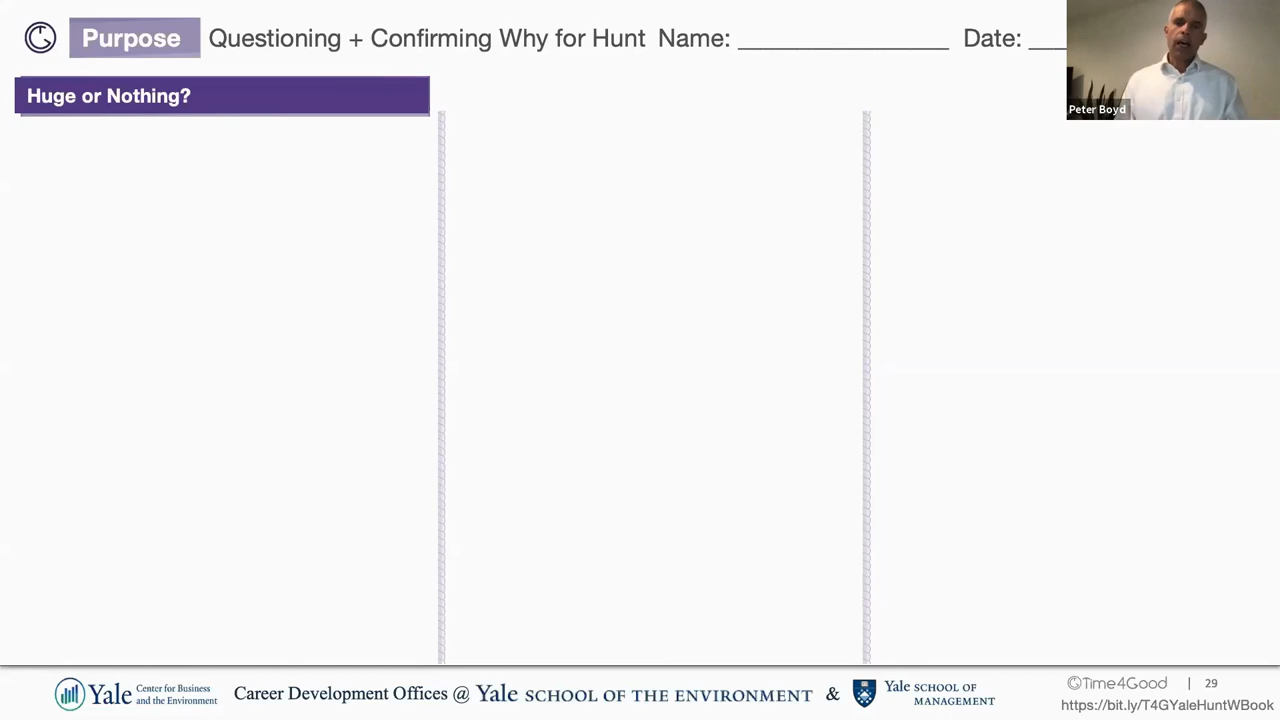 Purpose Questioning + Confirming Why for Hunt Name: ________________ Date: ___
Huge or Nothing?
Peter Boyd
Yale Center for Business and the Environment
Career Development Offices @ Yale SCHOOL OF THE ENVIRONMENT & Yale SCHOOL OF MANAGEMENT
©Time4Good | 29
https://bit.ly/T4GYaleHuntWBook